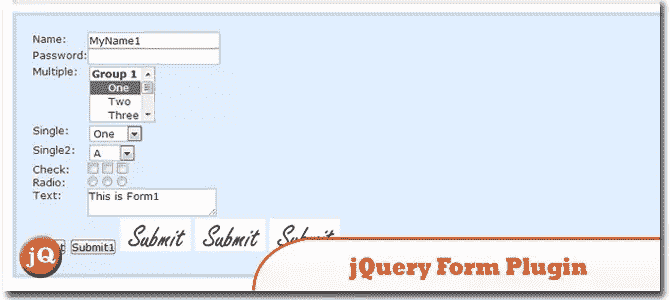 Name: MyName1
Password:
Multiple: Group 1
One
Two
Three
Single: One
Single2: A
Check:
Radio:
Text: This is Form1
Submit1 Submit Submit Submit
jQ
jQuery Form Plugin